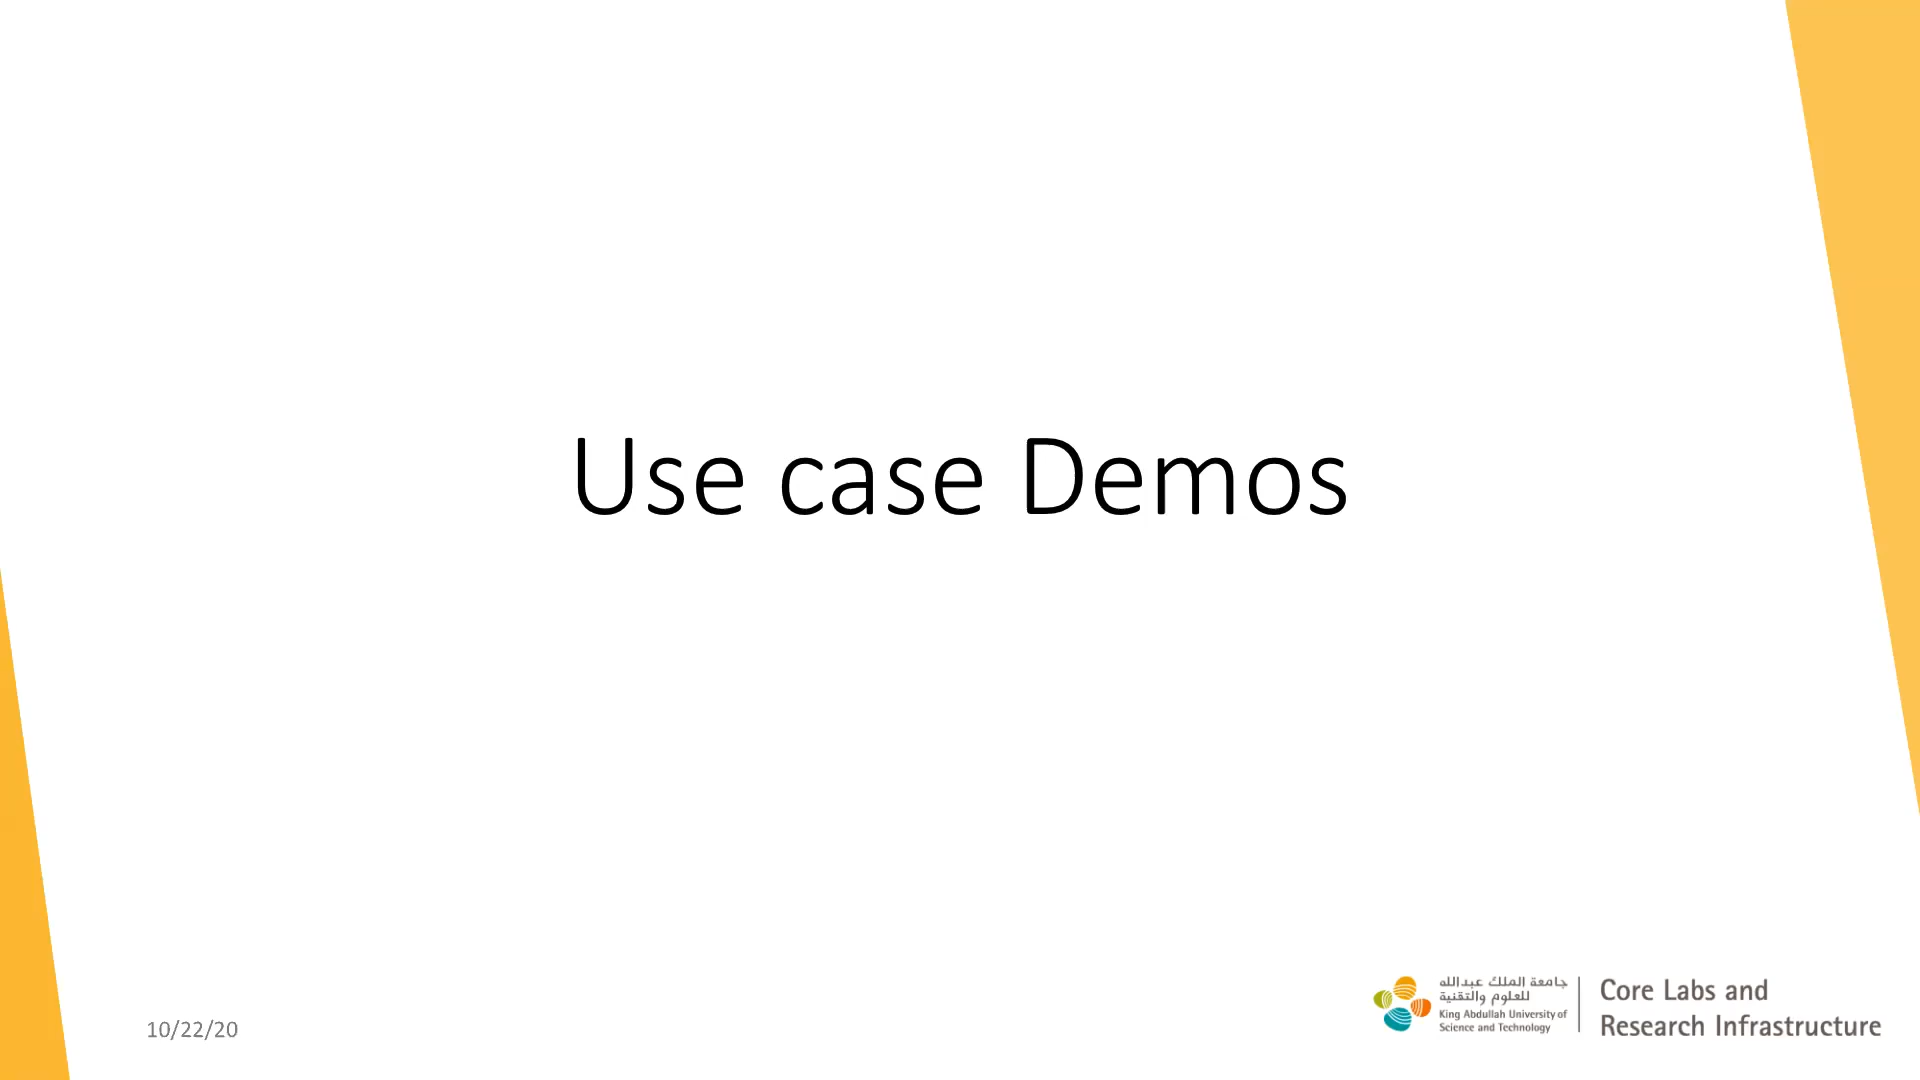 Use case Demos
10/22/20
جامعة الملك عبدالله
للعلوم والتقنية
King Abdullah University of
Science and Technology
Core Labs and
Research Infrastructure